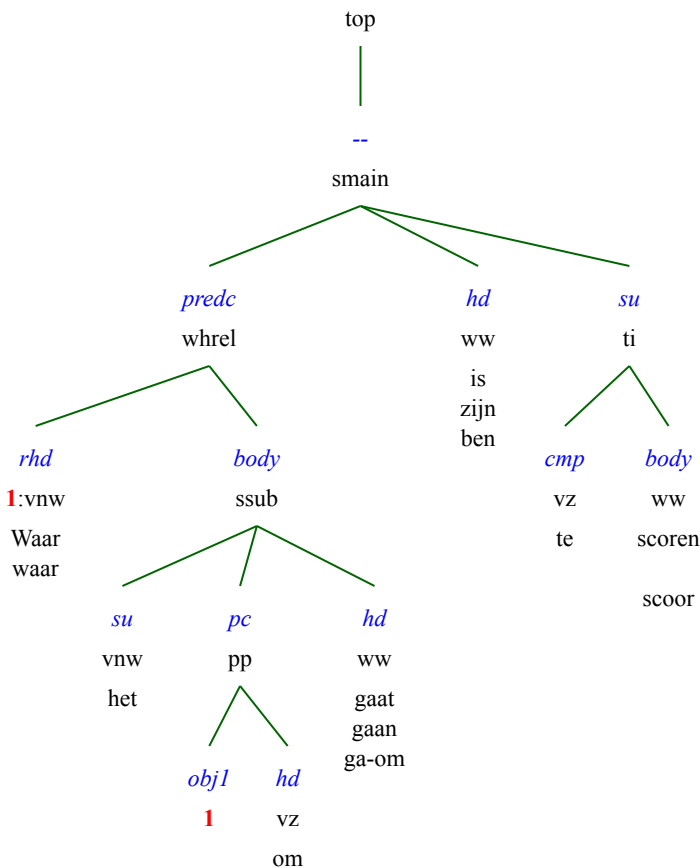 top
--
smain
predc hd su
whrel ww ti
is
zijn
ben
rhd body cmp body
1:vnw ssub vz ww
Waar te scoren
waar
scoor
su pc hd
vnw pp ww
het gaat
gaan
ga-om
obj1 hd
1 vz
om